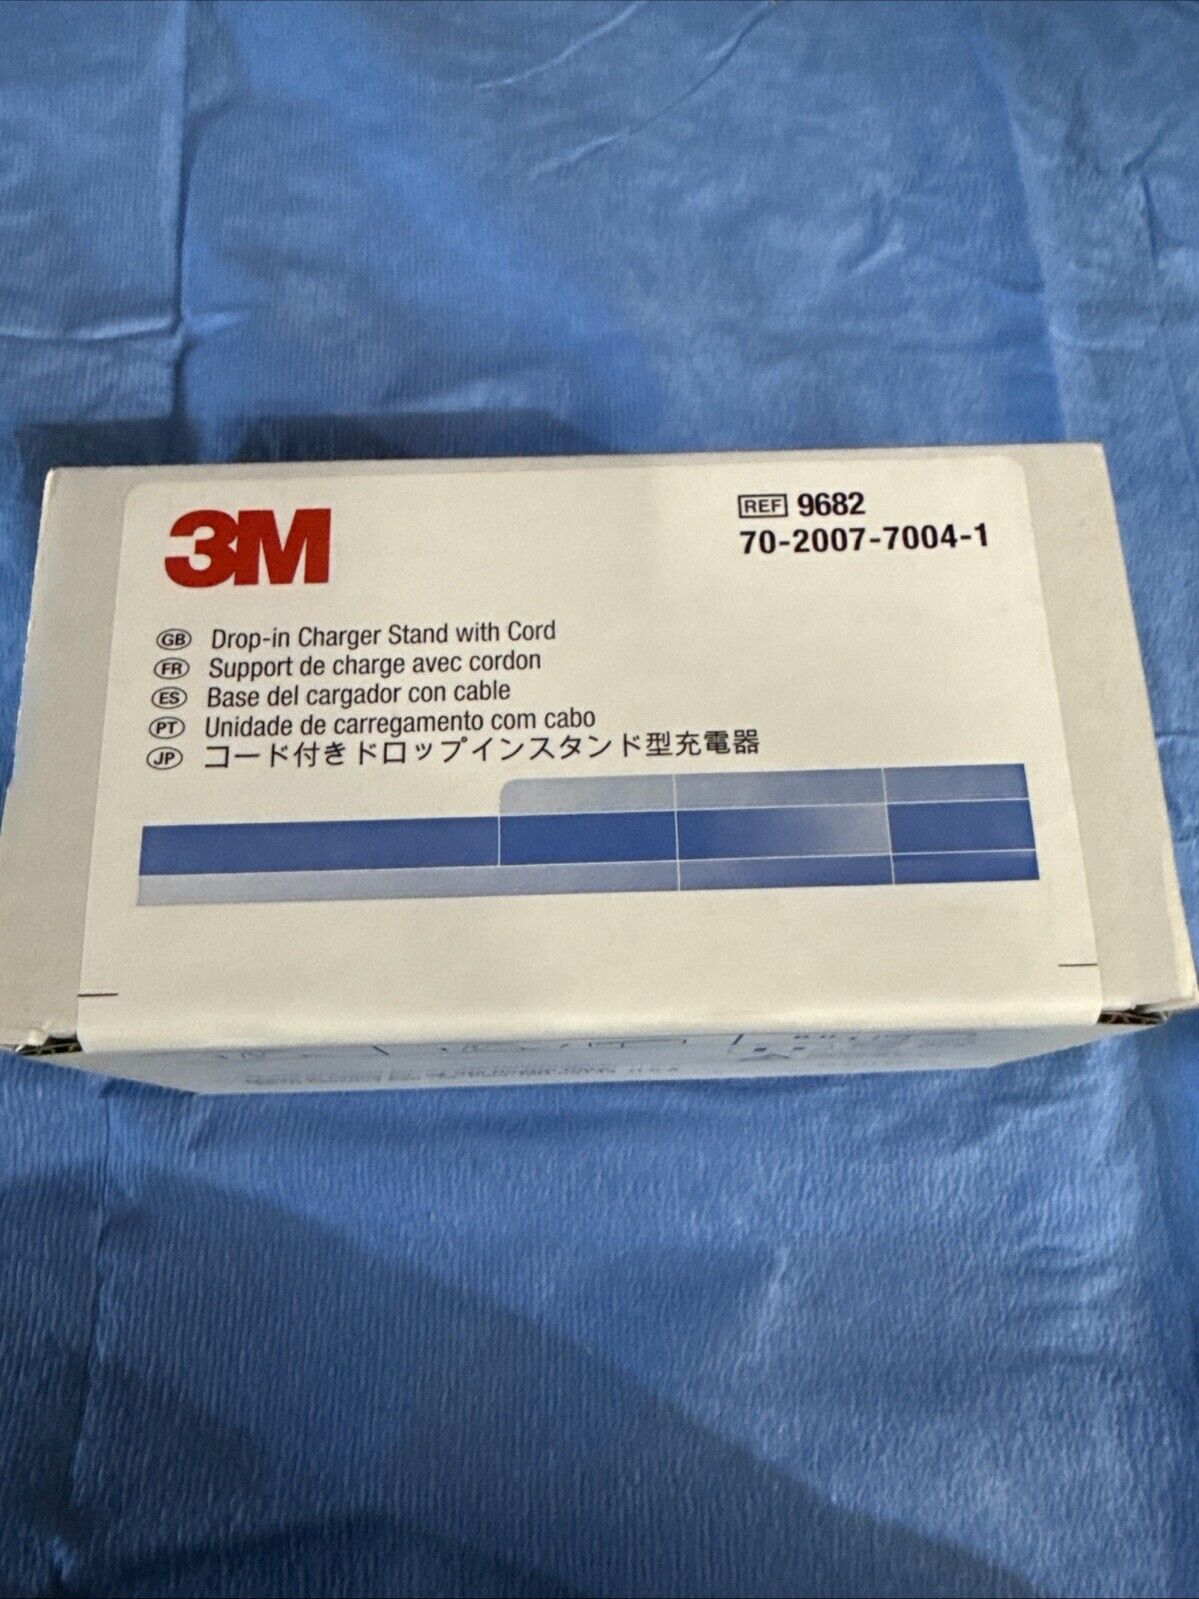 3M
REF 9682
70-2007-7004-1
GB Drop-in Charger Stand with Cord
FR Support de charge avec cordon
ES Base del cargador con cable
PT Unidade de carregamento com cabo
JP コード付きドロップインスタンド型充電器